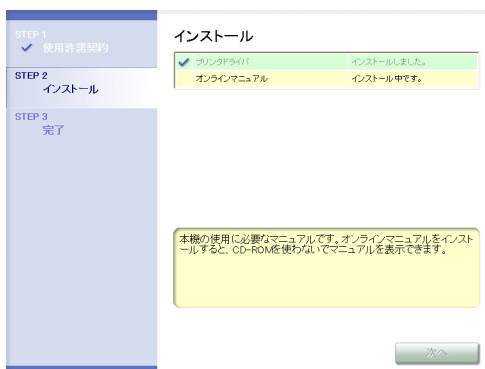 STEP 1
使用許諾契約
STEP 2
インストール
STEP 3
完了
インストール
プリンタドライバ インストールしました。
オンラインマニュアル インストール中です。
本機の使用に必要なマニュアルです。オンラインマニュアルをインスト
ールすると、CD-ROMを使わないでマニュアルを表示できます。
次へ